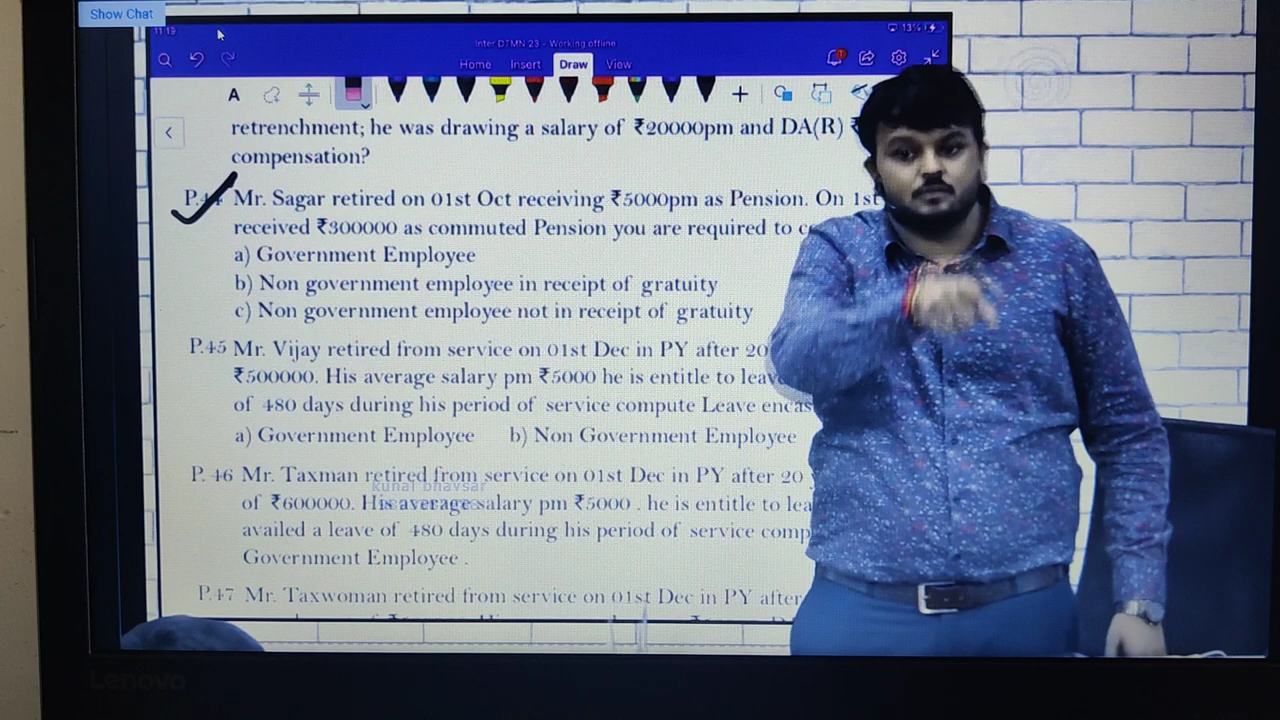 Show Chat
11:19
13%
Inter DTMN 23 - Working offline
Home Insert Draw View
A
retrenchment; he was drawing a salary of ₹20000pm and DA(R) ₹
compensation?
Mr. Sagar retired on 01st Oct receiving ₹5000pm as Pension. On 1st
received ₹300000 as commuted Pension you are required to
a) Government Employee
b) Non government employee in receipt of gratuity
c) Non government employee not in receipt of gratuity
P.45 Mr. Vijay retired from service on 01st Dec in PY after 20
₹500000. His average salary pm ₹5000 he is entitle to leav
of 480 days during his period of service compute Leave encas
a) Government Employee b) Non Government Employee
P. 46 Mr. Taxman retired from service on 01st Dec in PY after 20
kunal bhavsar
of ₹600000. His average salary pm ₹5000 . he is entitle to lea
availed a leave of 480 days during his period of service comp
Government Employee .
P.47 Mr. Taxwoman retired from service on 01st Dec in PY after
Lenovo